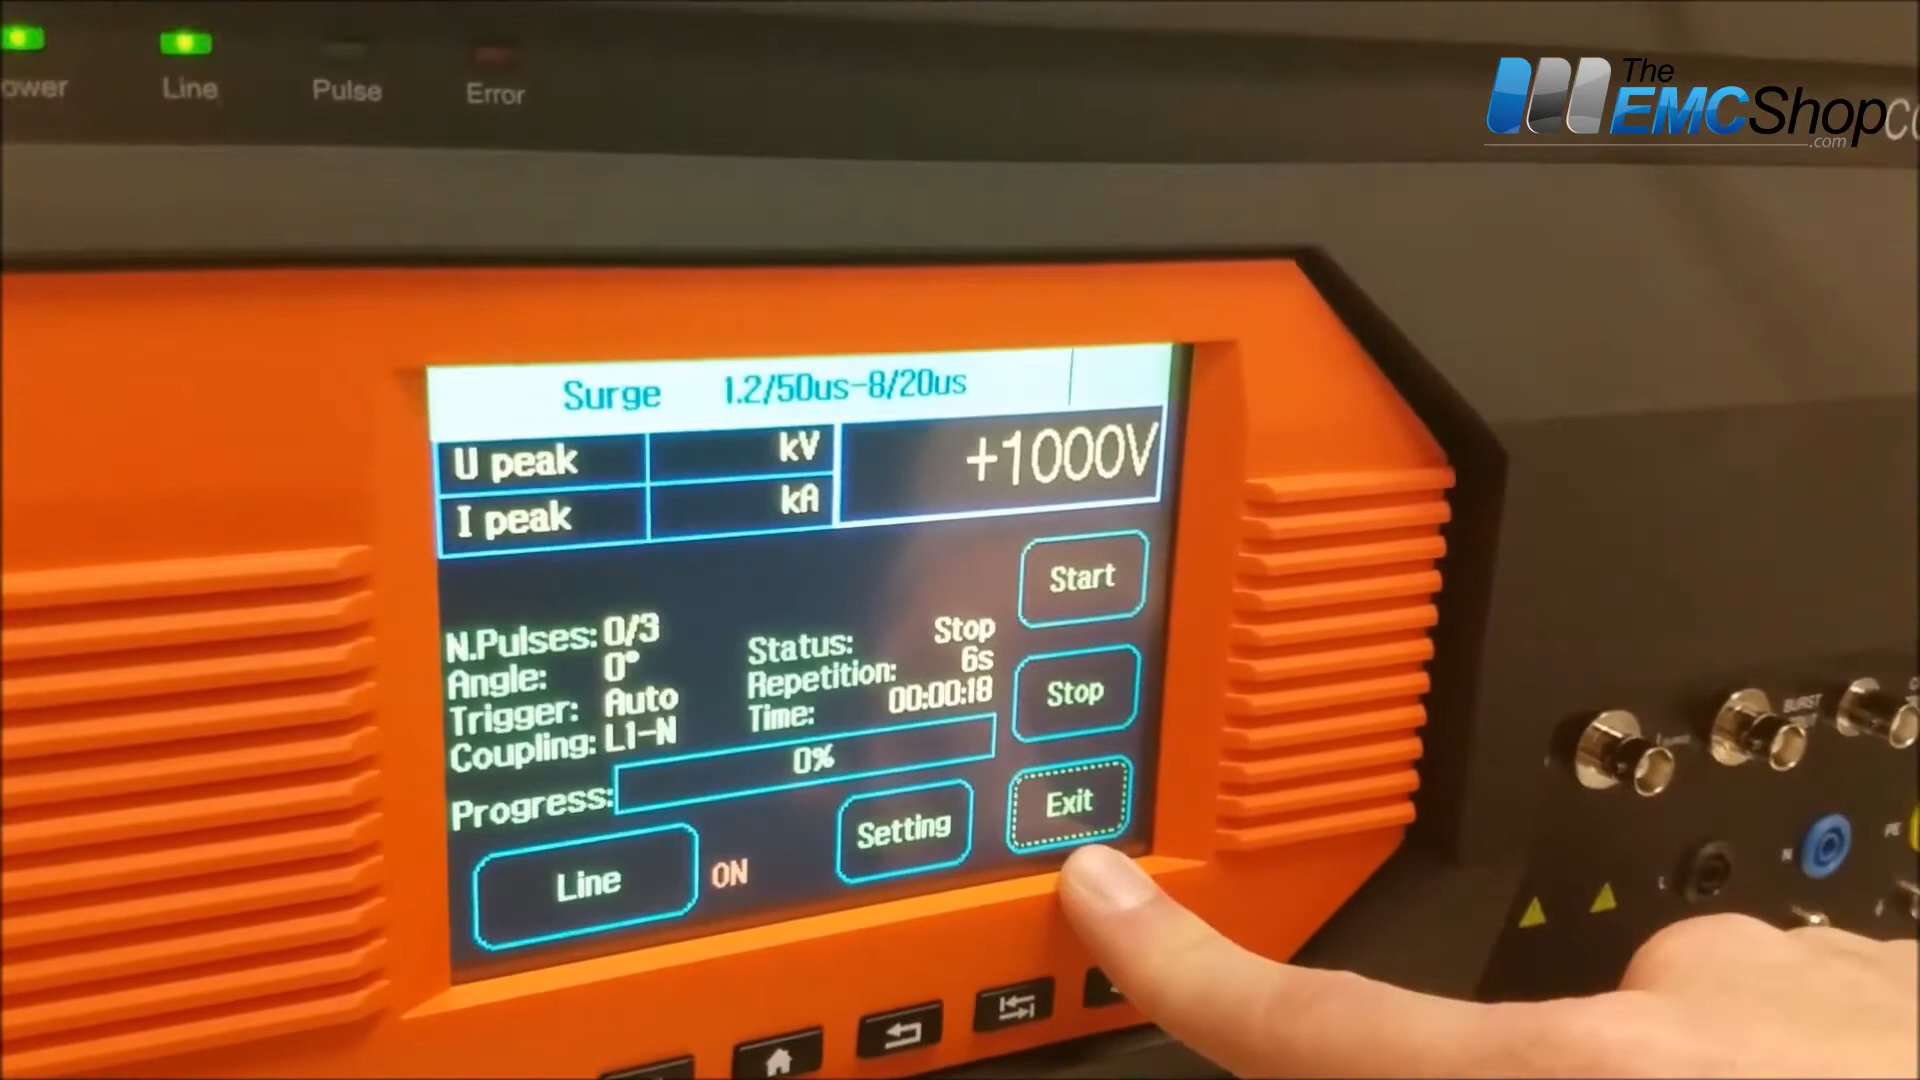 ower
Line
Pulse
Error
The
EMCShop
.com
Surge 1.2/50us-8/20us
U peak kV
+1000V
I peak kA
Start
N.Pulses: 0/3
Status: Stop
Angle: 0°
Repetition: 6s
Trigger: Auto
Time: 00:00:18
Coupling: L1-N
Stop
Progress: 0%
Exit
Setting
Line ON
BURST
PE
N
L